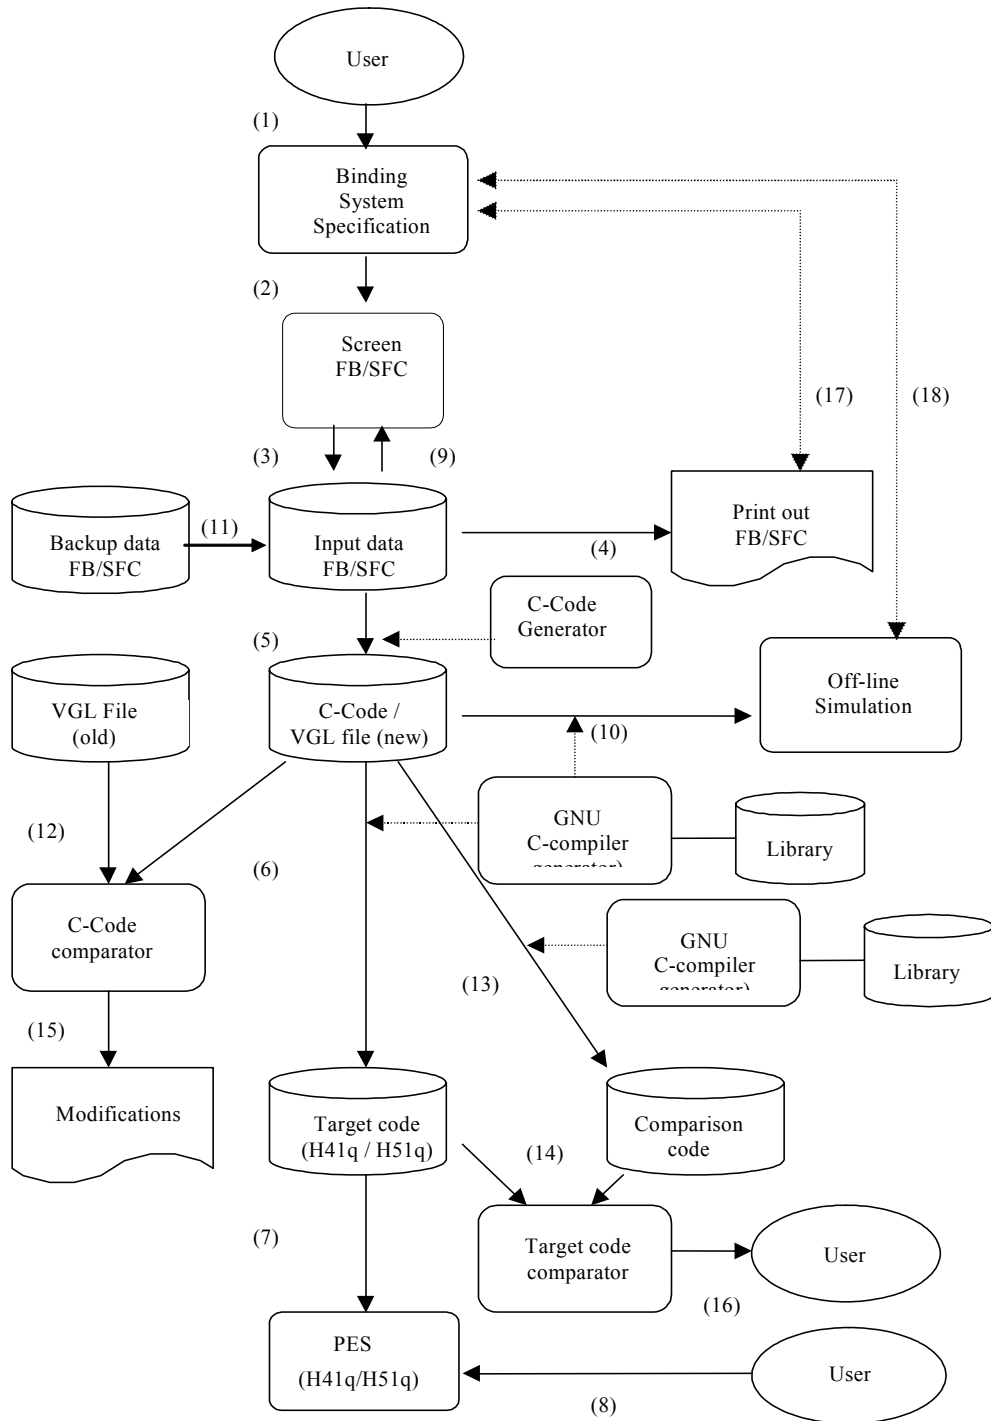 User
(1)
Binding
System
Specification
(2)
Screen
FB/SFC
(17)
(18)
(3)
(9)
Backup data
FB/SFC
(11)
Input data
FB/SFC
(4)
Print out
FB/SFC
C-Code
Generator
(5)
VGL File
(old)
C-Code /
VGL file (new)
(10)
Off-line
Simulation
(12)
(6)
GNU
C-compiler
generator)
Library
C-Code
comparator
(13)
GNU
C-compiler
generator)
Library
(15)
Modifications
Target code
(H41q / H51q)
Comparison
code
(14)
(7)
Target code
comparator
User
(16)
PES
(H41q/H51q)
User
(8)